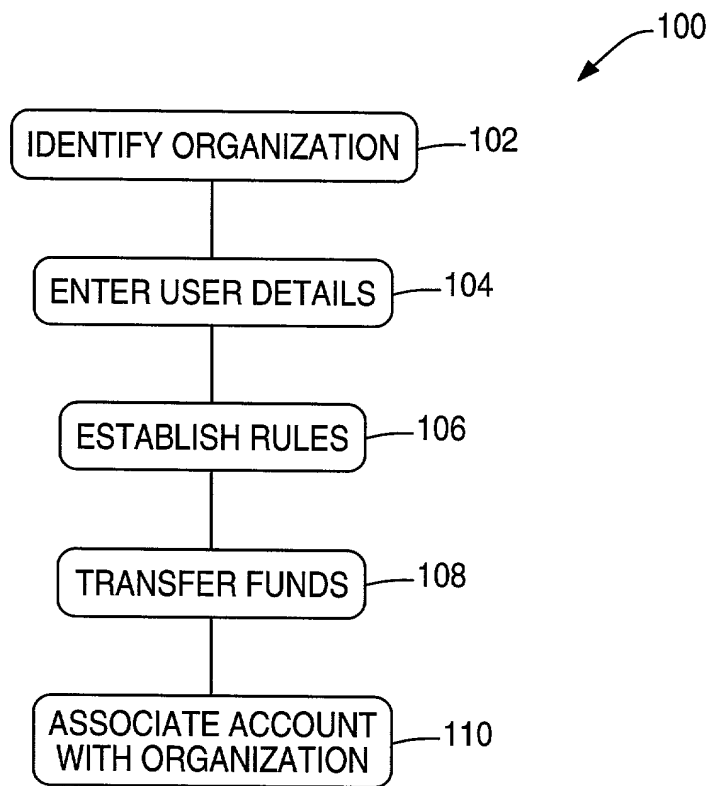 100
IDENTIFY ORGANIZATION
102
ENTER USER DETAILS
104
ESTABLISH RULES
106
TRANSFER FUNDS
108
ASSOCIATE ACCOUNT
WITH ORGANIZATION
110